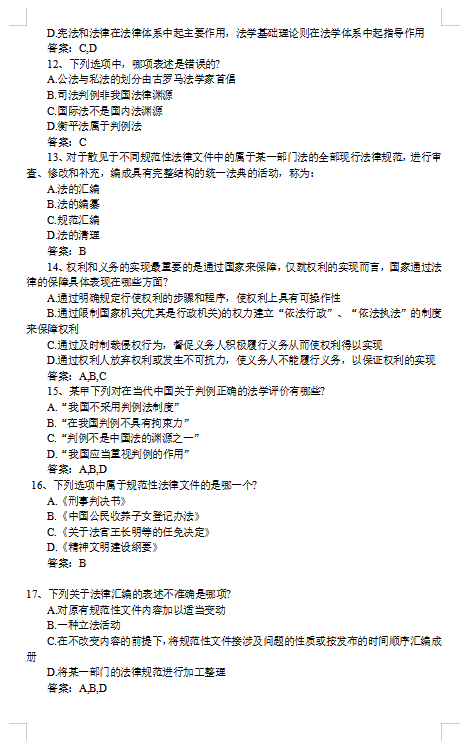 D.宪法和法律在法律体系中起主要作用，法学基础理论则在法学体系中起指导作用
答案：C,D
12、下列选项中，哪项表述是错误的?
A.公法与私法的划分由古罗马法学家首倡
B.司法判例非我国法律渊源
C.国际法不是国内法渊源
D.衡平法属于判例法
答案：C
13、对于散见于不同规范性法律文件中的属于某一部门法的全部现行法律规范，进行审
查、修改和补充，编成具有完整结构的统一法典的活动，称为：
A.法的汇编
B.法的编纂
C.规范汇编
D.法的清理
答案：B
14、权利和义务的实现最重要的是通过国家来保障，仅就权利的实现而言，国家通过法
律的保障具体表现在哪些方面?
A.通过明确规定行使权利的步骤和程序，使权利上具有可操作性
B.通过限制国家机关(尤其是行政机关)的权力建立“依法行政”、“依法执法”的制度
来保障权利
C.通过及时制裁侵权行为，督促义务人积极履行义务从而使权利得以实现
D.通过权利人放弃权利或发生不可抗力，使义务人不能履行义务，以保证权利的实现
答案：A,B,C
15、某甲下列对在当代中国关于判例正确的法学评价有哪些?
A.“我国不采用判例法制度”
B.“在我国判例不具有拘束力”
C.“判例不是中国法的渊源之一”
D.“我国应当重视判例的作用”
答案：A,B,D
16、下列选项中属于规范性法律文件的是哪一个?
A.《刑事判决书》
B.《中国公民收养子女登记办法》
C.《关于法官王长明等的任免决定》
D.《精神文明建设纲要》
答案：B
17、下列关于法律汇编的表述不准确是哪项?
A.对原有规范性文件内容加以适当变动
B.一种立法活动
C.在不改变内容的前提下，将规范性文件接涉及问题的性质或按发布的时间顺序汇编成
册
D.将某一部门的法律规范进行加工整理
答案：A,B,D